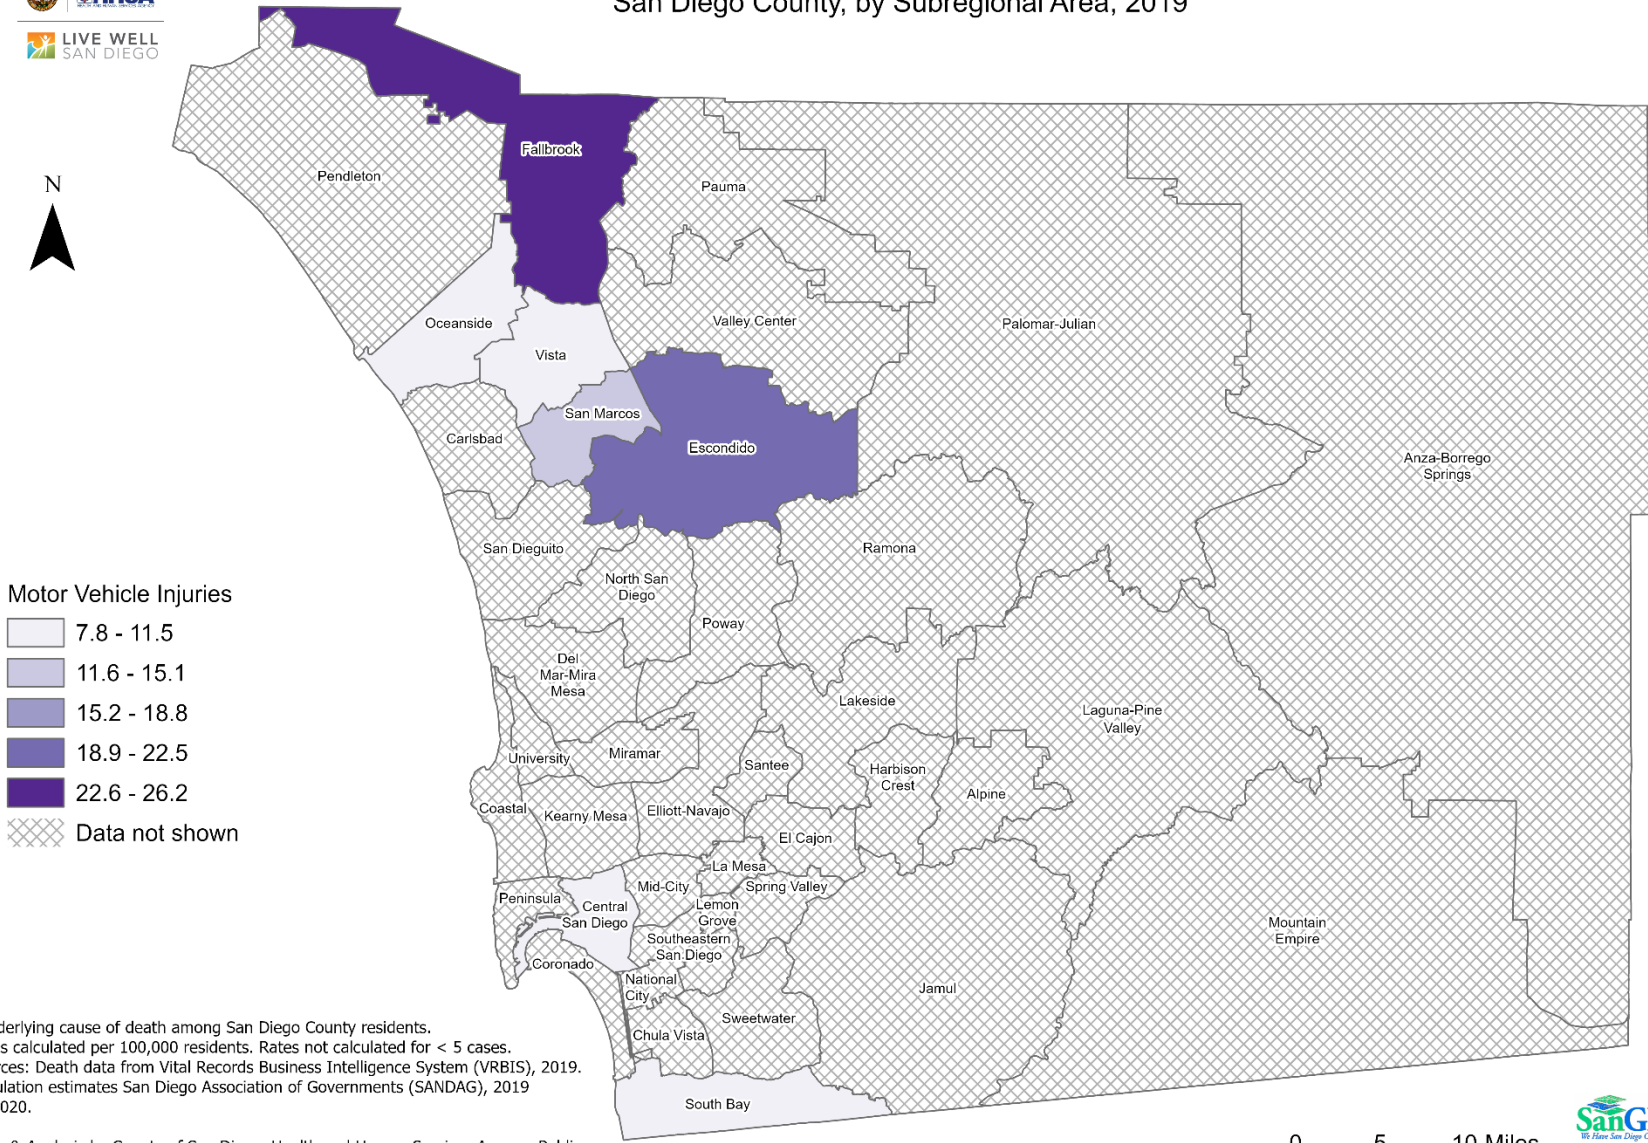 San Diego County, by Subregional Area, 2019
LIVE WELL
SAN DIEGO
N
Fallbrook
Pendleton
Pauma
Oceanside
Valley Center
Palomar-Julian
Vista
San Marcos
Carlsbad
Escondido
Anza-Borrego
Springs
San Dieguito
Ramona
North San
Diego
Poway
Del
Mar-Mira
Mesa
Lakeside
Laguna-Pine
Valley
University
Miramar
Santee
Harbison
Crest
Alpine
Coastal
Kearny Mesa
Elliott-Navajo
El Cajon
La Mesa
Mid-City
Spring Valley
Peninsula
Central
San Diego
Lemon
Grove
Southeastern
San Diego
Mountain
Empire
Coronado
National
City
Jamul
Sweetwater
Chula Vista
South Bay
Motor Vehicle Injuries
7.8 - 11.5
11.6 - 15.1
15.2 - 18.8
18.9 - 22.5
22.6 - 26.2
Data not shown
derlying cause of death among San Diego County residents.
s calculated per 100,000 residents. Rates not calculated for < 5 cases.
rces: Death data from Vital Records Business Intelligence System (VRBIS), 2019.
ulation estimates San Diego Association of Governments (SANDAG), 2019
020.
0 5 10 Miles
SanG
We Have San Diego C